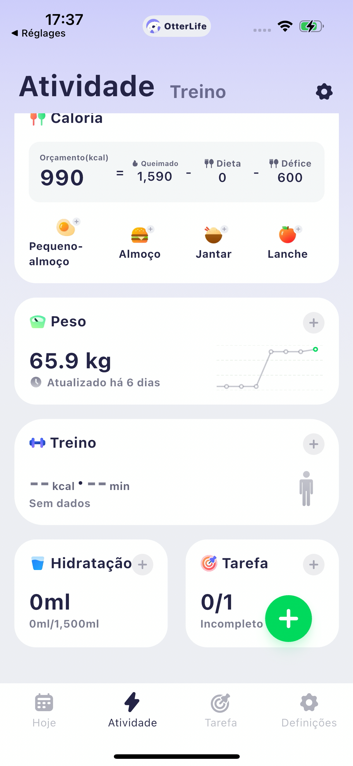 17:37
OtterLife
◀ Réglages
Atividade Treino
Caloria
Orçamento(kcal)
990 = Queimado 1,590 - Dieta 0 - Défice 600
Pequeno-
almoço
Almoço
Jantar
Lanche
Peso
65.9 kg
Atualizado há 6 dias
Treino
-- kcal · -- min
Sem dados
Hidratação
0ml
0ml/1,500ml
Tarefa
0/1
Incompleto
Hoje
Atividade
Tarefa
Definições